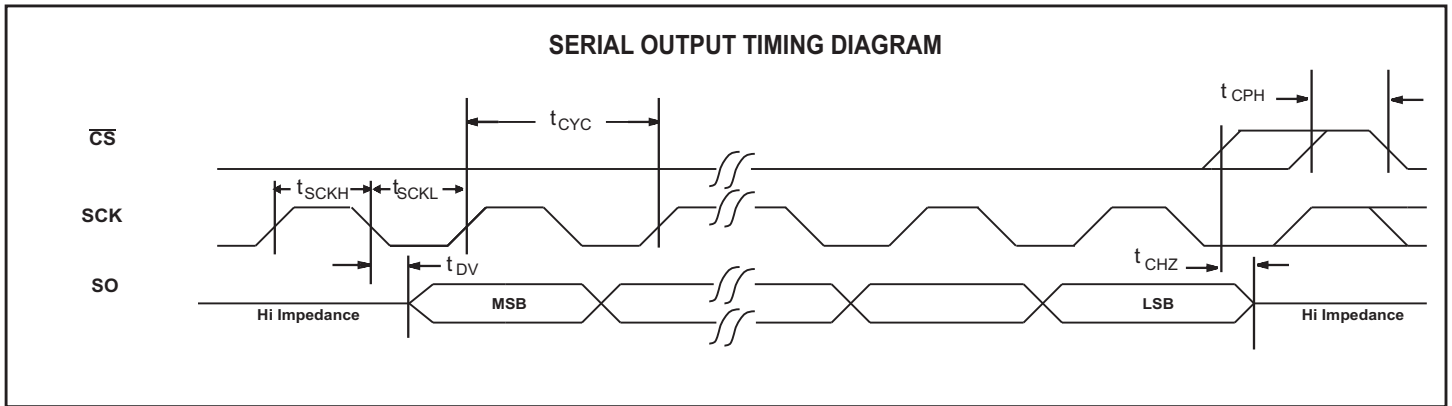 SERIAL OUTPUT TIMING DIAGRAM
t CPH
CS
t CYC
t SCKH
t SCKL
SCK
t DV
t CHZ
SO
MSB
LSB
Hi Impedance
Hi Impedance